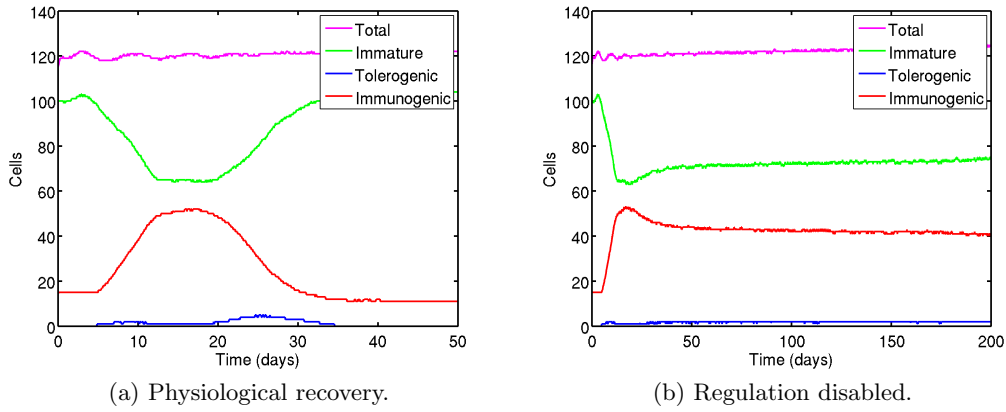 140
120
100
80
60
40
20
0
Cells
0 10 20 30 40 50
Time (days)
Total
Immature
Tolerogenic
Immunogenic
(a) Physiological recovery.
140
120
100
80
60
40
20
0
Cells
0 50 100 150 200
Time (days)
Total
Immature
Tolerogenic
Immunogenic
(b) Regulation disabled.